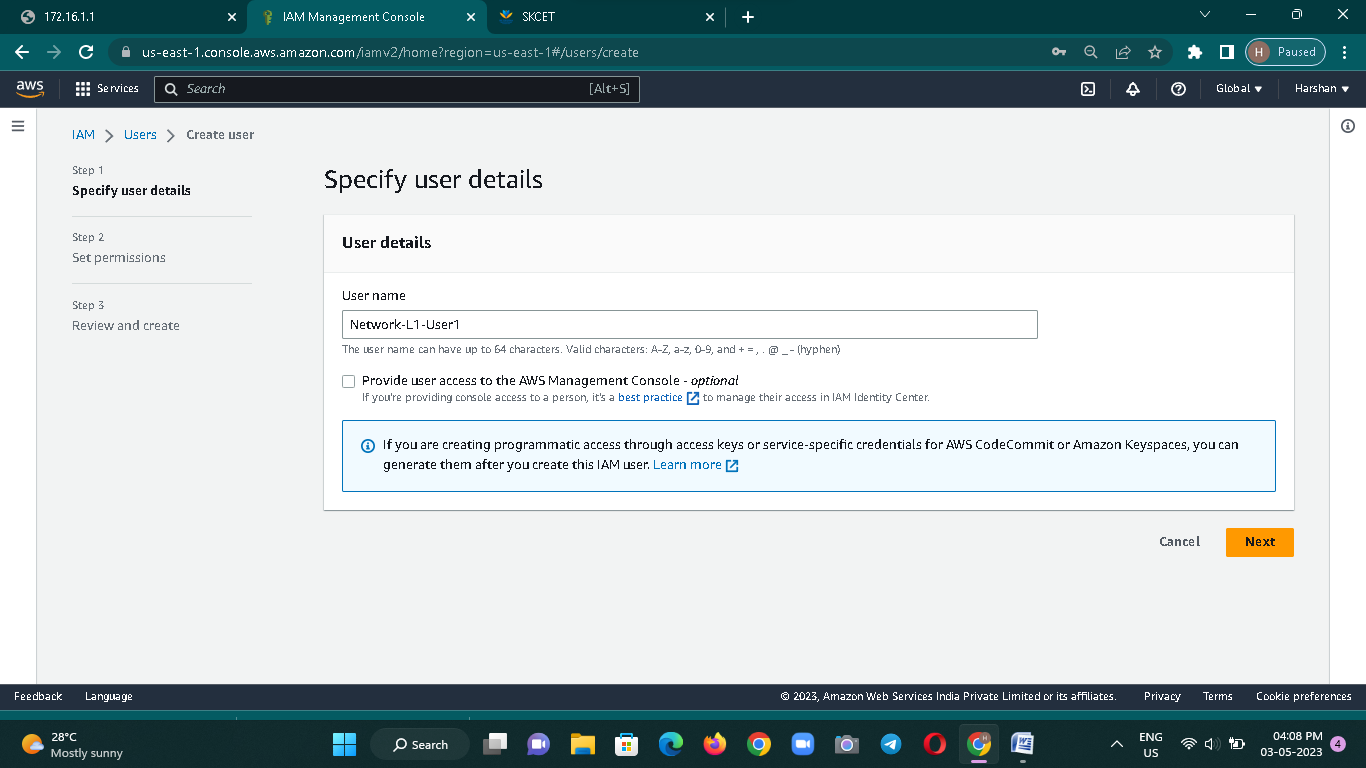 172.16.1.1
IAM Management Console
SKCET
us-east-1.console.aws.amazon.com/iamv2/home?region=us-east-1#/users/create
H Paused
aws
Services
Search [Alt+S]
Global
Harshan
IAM > Users > Create user
Step 1
Specify user details
Step 2
Set permissions
Step 3
Review and create
Specify user details
User details
User name
Network-L1-User1
The user name can have up to 64 characters. Valid characters: A-Z, a-z, 0-9, and + = , . @ _ - (hyphen)
Provide user access to the AWS Management Console - optional
If you're providing console access to a person, it's a best practice to manage their access in IAM Identity Center.
If you are creating programmatic access through access keys or service-specific credentials for AWS CodeCommit or Amazon Keyspaces, you can
generate them after you create this IAM user. Learn more
Cancel
Next
Feedback
Language
© 2023, Amazon Web Services India Private Limited or its affiliates.
Privacy
Terms
Cookie preferences
28°C
Mostly sunny
Search
H
W
ENG
US
04:08 PM
03-05-2023
4